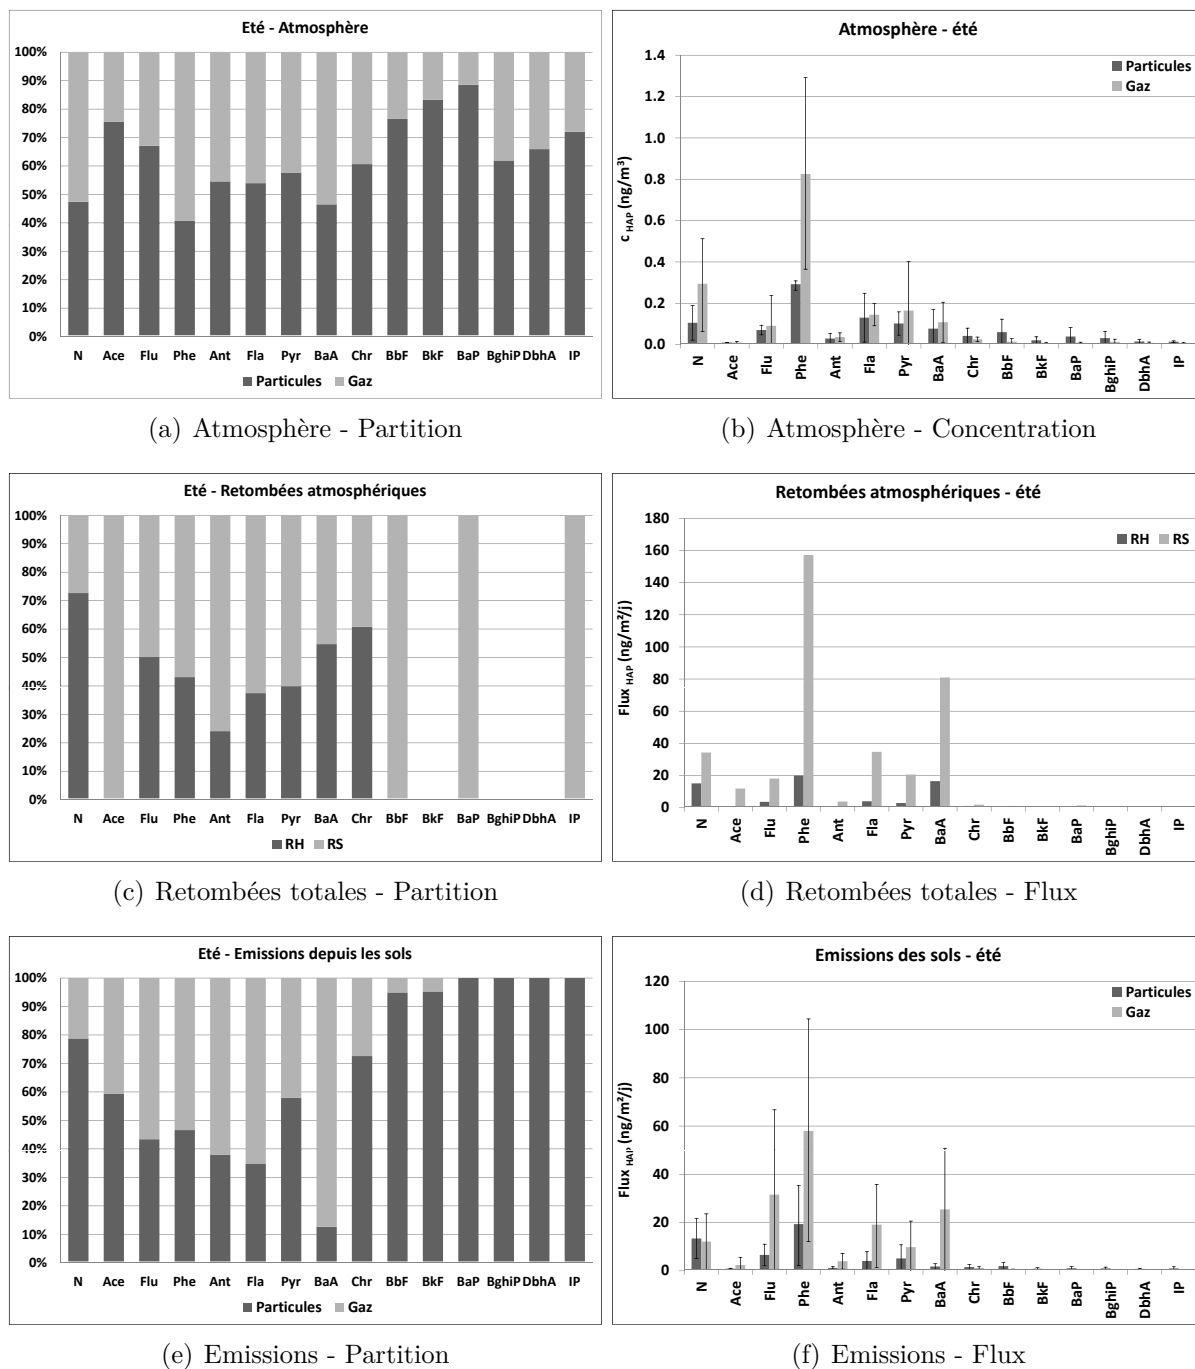 Eté - Atmosphère
100%
90%
80%
70%
60%
50%
40%
30%
20%
10%
0%
N Ace Flu Phe Ant Fla Pyr BaA Chr BbF BkF BaP BghiP DbhA IP
Particules Gaz
(a) Atmosphère - Partition
Atmosphère - été
Particules
Gaz
c HAP (ng/m³)
1.4
1.2
1.0
0.8
0.6
0.4
0.2
0.0
N Ace Flu Phe Ant Fla Pyr BaA Chr BbF BkF BaP BghiP DbhA IP
(b) Atmosphère - Concentration
Eté - Retombées atmosphériques
100%
90%
80%
70%
60%
50%
40%
30%
20%
10%
0%
N Ace Flu Phe Ant Fla Pyr BaA Chr BbF BkF BaP BghiP DbhA IP
RH RS
(c) Retombées totales - Partition
Retombées atmosphériques - été
RH RS
Flux HAP (ng/m²/j)
180
160
140
120
100
80
60
40
20
0
N Ace Flu Phe Ant Fla Pyr BaA Chr BbF BkF BaP BghiP DbhA IP
(d) Retombées totales - Flux
Eté - Emissions depuis les sols
100%
90%
80%
70%
60%
50%
40%
30%
20%
10%
0%
N Ace Flu Phe Ant Fla Pyr BaA Chr BbF BkF BaP BghiP DbhA IP
Particules Gaz
(e) Emissions - Partition
Emissions des sols - été
Particules
Gaz
Flux HAP (ng/m²/j)
120
100
80
60
40
20
0
N Ace Flu Phe Ant Fla Pyr BaA Chr BbF BkF BaP BghiP DbhA IP
(f) Emissions - Flux